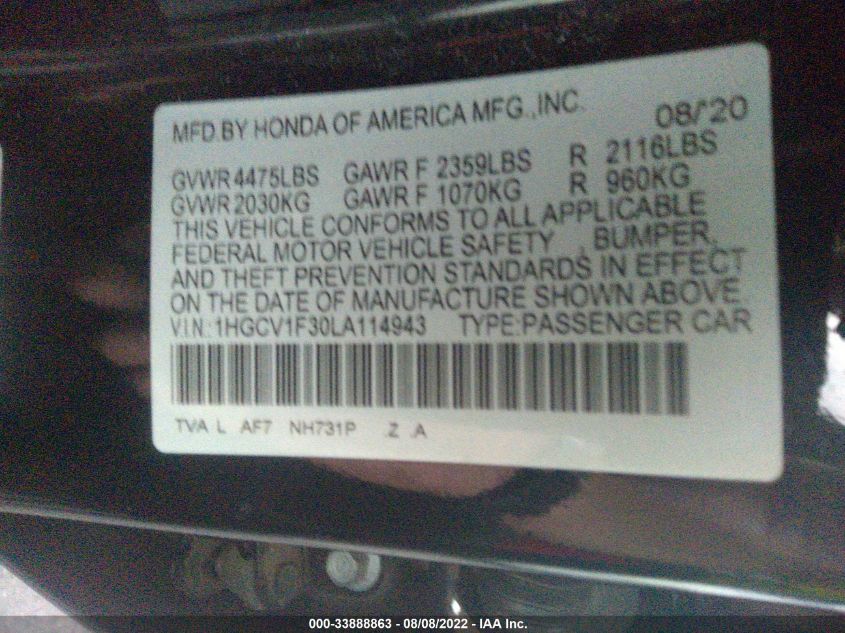 MFD.BY HONDA OF AMERICA MFG.,INC. 08/'20
GVWR 4475LBS GAWR F 2359LBS R 2116LBS
GVWR 2030KG GAWR F 1070KG R 960KG
THIS VEHICLE CONFORMS TO ALL APPLICABLE
FEDERAL MOTOR VEHICLE SAFETY , BUMPER,
AND THEFT PREVENTION STANDARDS IN EFFECT
ON THE DATE OF MANUFACTURE SHOWN ABOVE.
V.I.N.: 1HGCV1F30LA114943 TYPE:PASSENGER CAR
TVA L AF7 NH731P .Z .A
000-33888863 - 08/08/2022 - IAA Inc.